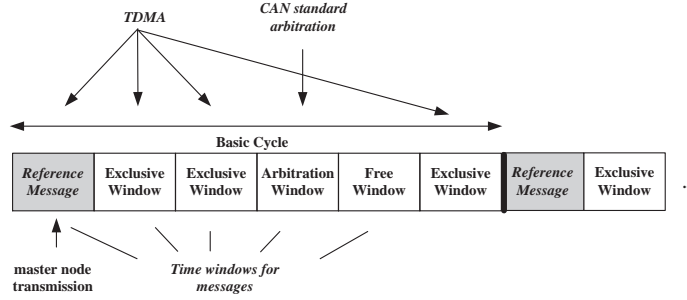 TDMA
CAN standard
arbitration
Basic Cycle
Reference
Message
Exclusive
Window
Exclusive
Window
Arbitration
Window
Free
Window
Exclusive
Window
Reference
Message
Exclusive
Window
.
master node
transmission
Time windows for
messages